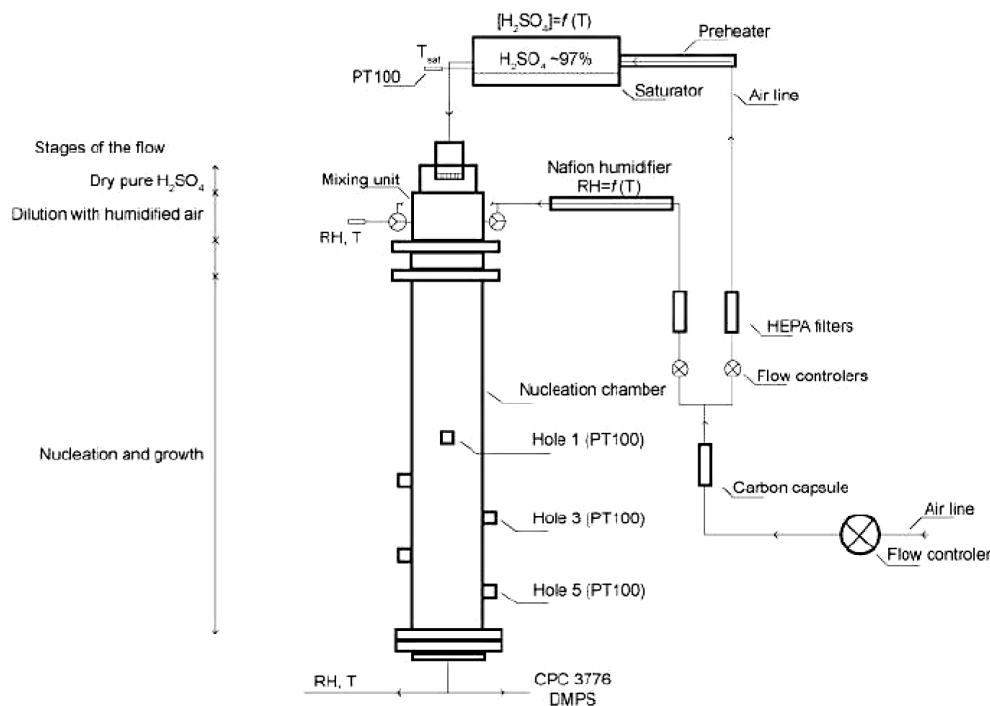 [H₂SO₄]=f(T)
Preheater
H₂SO₄ ~97%
T_sat
PT100
Saturator
Air line
Stages of the flow
Dry pure H₂SO₄
Mixing unit
Nafion humidifier
RH=f(T)
Dilution with humidified air
RH, T
HEPA filters
Flow controlers
Nucleation chamber
Hole 1 (PT100)
Nucleation and growth
Carbon capsule
Hole 3 (PT100)
Air line
Flow controler
Hole 5 (PT100)
RH, T
CPC 3776
DMPS